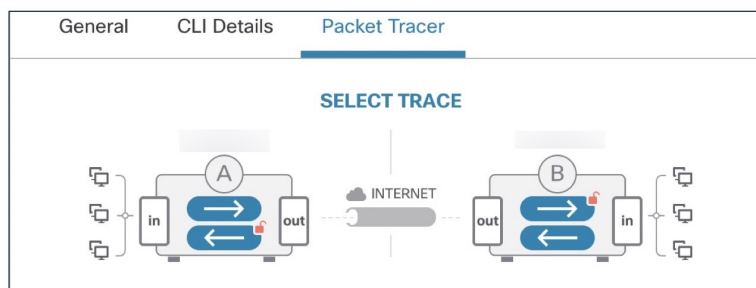 General CLI Details Packet Tracer
SELECT TRACE
A B
INTERNET
in out out in